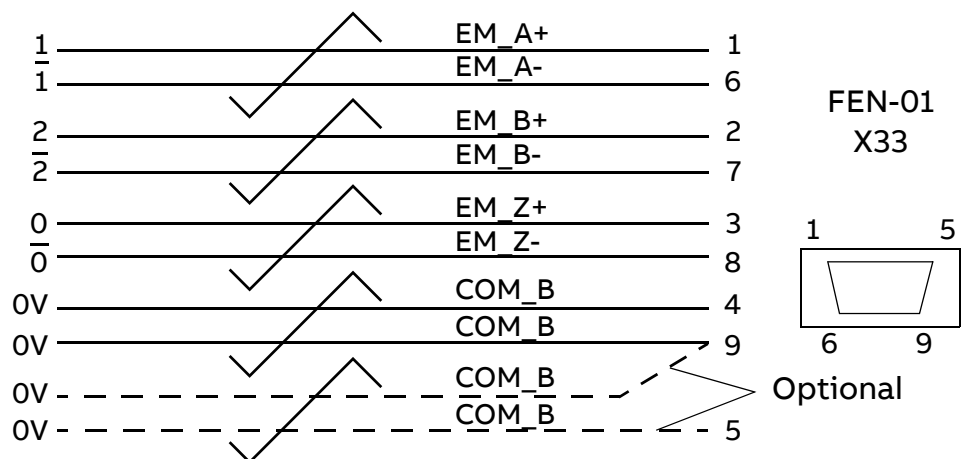 1 EM_A+ 1
1̅ EM_A- 6
2 EM_B+ 2
2̅ EM_B- 7
0 EM_Z+ 3
0̅ EM_Z- 8
0V COM_B 4
0V COM_B 9
0V COM_B
0V COM_B 5
Optional
FEN-01
X33
1 5
6 9